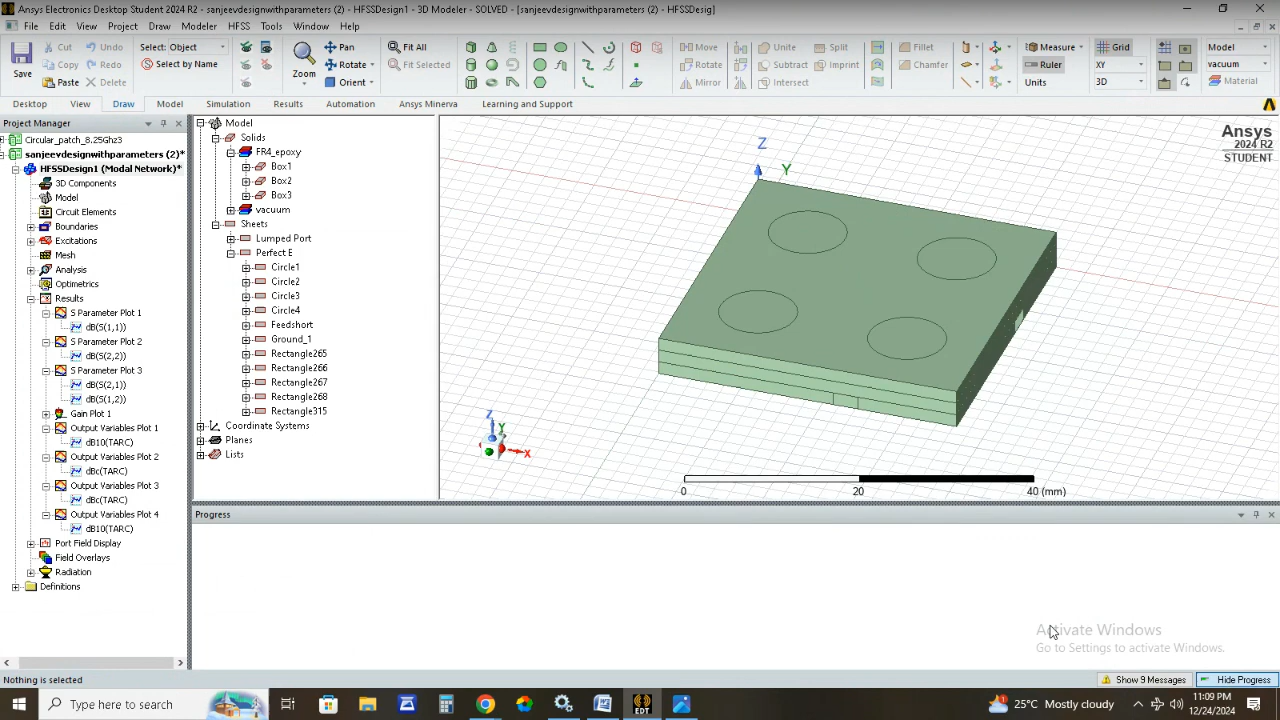 Ansys Electronics Desktop Student 2024 R2 - sanjeevdesignwithparameters (2) - HFSSDesign1 - 3D Modeler - SOLVED - [sanjeevdesignwithparameters (2) - HFSSDesig]
File Edit View Project Draw Modeler HFSS Tools Window Help
Save
Cut
Copy
Paste
Undo
Redo
Delete
Select: Object
Select by Name
Zoom
Pan
Rotate
Orient
Fit All
Fit Selected
Move
Rotate
Mirror
Unite
Subtract
Intersect
Split
Imprint
Fillet
Chamfer
Measure
Ruler
Units
Grid
XY
3D
Model
vacuum
Material
Desktop View Draw Model Simulation Results Automation Ansys Minerva Learning and Support
Project Manager
Circular_patch_8.25Ghz3
sanjeevdesignwithparameters (2)*
HFSSDesign1 (Modal Network)*
3D Components
Model
Circuit Elements
Boundaries
Excitations
Mesh
Analysis
Optimetrics
Results
S Parameter Plot 1
dB(S(1,1))
S Parameter Plot 2
dB(S(2,2))
S Parameter Plot 3
dB(S(2,1))
dB(S(1,2))
Gain Plot 1
Output Variables Plot 1
dB10(TARC)
Output Variables Plot 2
dBc(TARC)
Output Variables Plot 3
dBc(TARC)
Output Variables Plot 4
dB10(TARC)
Port Field Display
Field Overlays
Radiation
Definitions
Model
Solids
FR4_epoxy
Box1
Box2
Box3
vacuum
Sheets
Lumped Port
Perfect E
Circle1
Circle2
Circle3
Circle4
Feedshort
Ground_1
Rectangle265
Rectangle266
Rectangle267
Rectangle268
Rectangle315
Coordinate Systems
Planes
Lists
Ansys
2024 R2
STUDENT
Z
Y
Z
Y
X
0 20 40 (mm)
Progress
Activate Windows
Go to Settings to activate Windows.
Nothing is selected
Show 9 Messages
Hide Progress
Type here to search
EDT
1
25°C Mostly cloudy
11:09 PM
12/24/2024